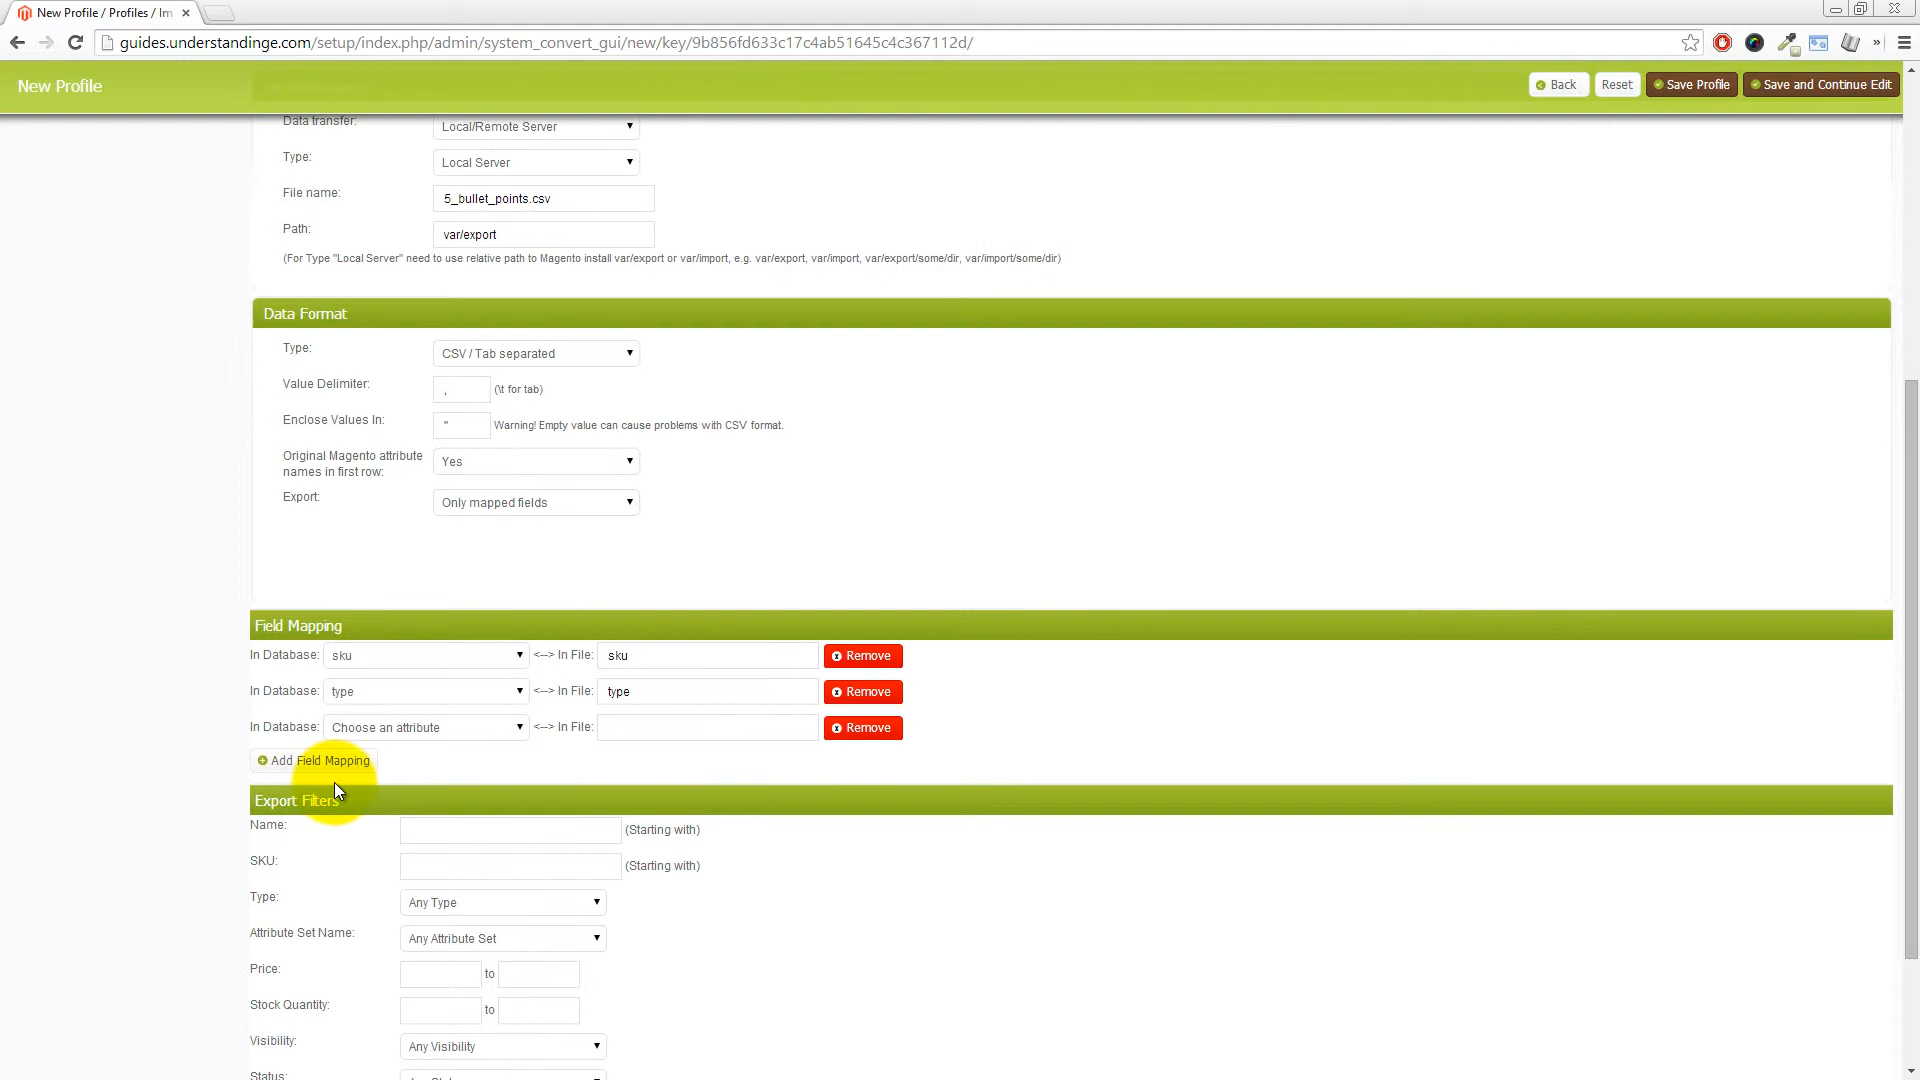 New Profile / Profiles / Im
guides.understandinge.com/setup/index.php/admin/system_convert_gui/new/key/9b856fd633c17c4ab51645c4c367112d/
New Profile
Back
Reset
Save Profile
Save and Continue Edit
Data transfer:
Local/Remote Server
Type:
Local Server
File name:
5_bullet_points.csv
Path:
var/export
(For Type "Local Server" need to use relative path to Magento install var/export or var/import, e.g. var/export, var/import, var/export/some/dir, var/import/some/dir)
Data Format
Type:
CSV / Tab separated
Value Delimiter:
, (\t for tab)
Enclose Values In:
" Warning! Empty value can cause problems with CSV format.
Original Magento attribute
names in first row:
Yes
Export:
Only mapped fields
Field Mapping
In Database: sku <--> In File: sku Remove
In Database: type <--> In File: type Remove
In Database: Choose an attribute <--> In File: Remove
Add Field Mapping
Export Filters
Name: (Starting with)
SKU: (Starting with)
Type: Any Type
Attribute Set Name: Any Attribute Set
Price: to
Stock Quantity: to
Visibility: Any Visibility
Status: